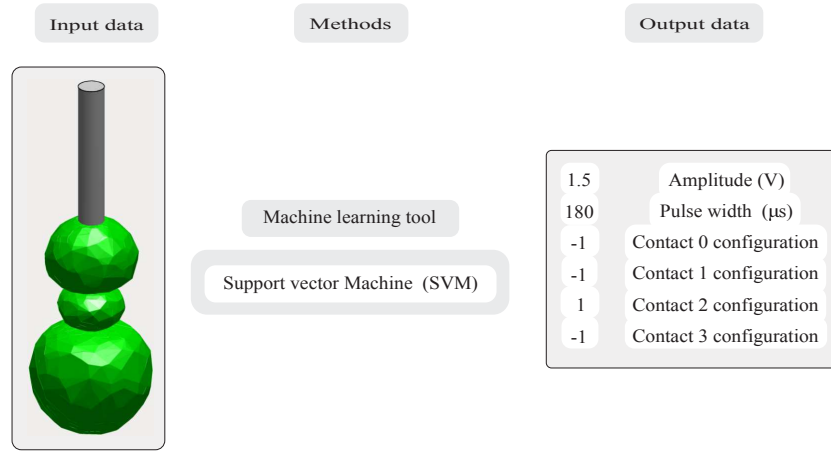 Input data
Methods
Output data
Machine learning tool
Support vector Machine (SVM)
1.5 Amplitude (V)
180 Pulse width (μs)
-1 Contact 0 configuration
-1 Contact 1 configuration
1 Contact 2 configuration
-1 Contact 3 configuration